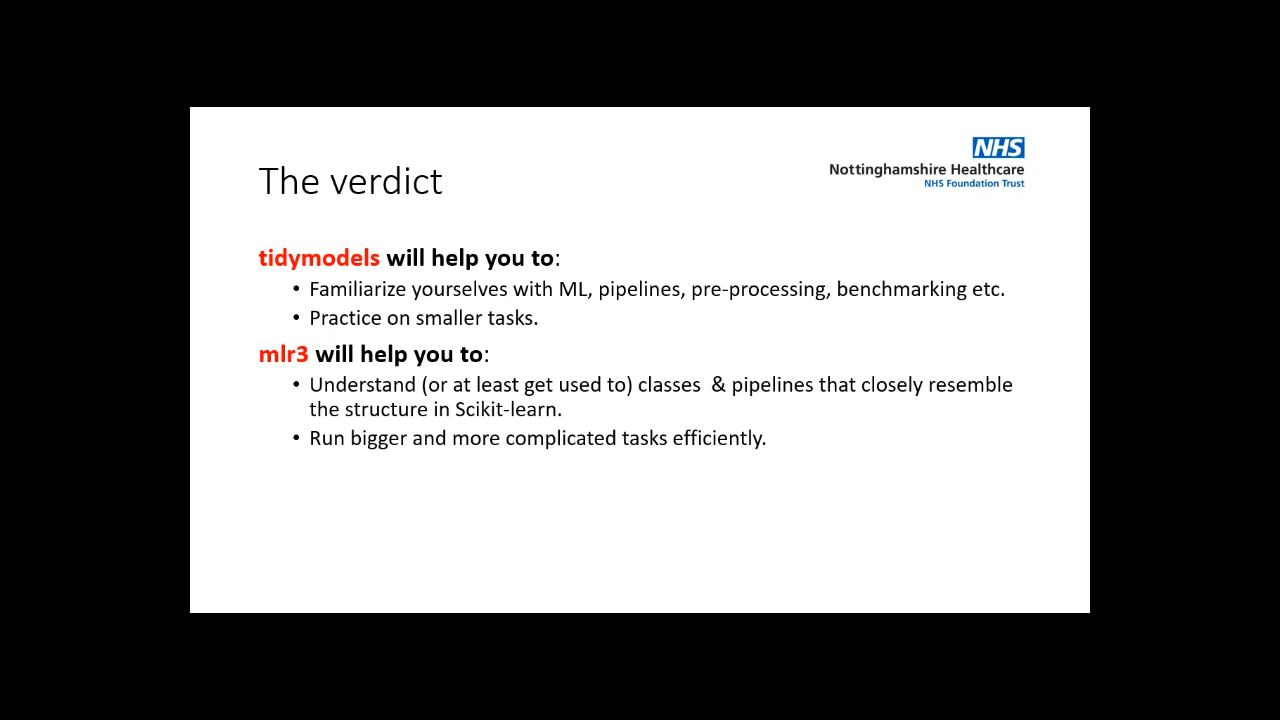 NHS
Nottinghamshire Healthcare
NHS Foundation Trust
The verdict
tidymodels will help you to:
• Familiarize yourselves with ML, pipelines, pre-processing, benchmarking etc.
• Practice on smaller tasks.
mlr3 will help you to:
• Understand (or at least get used to) classes & pipelines that closely resemble
the structure in Scikit-learn.
• Run bigger and more complicated tasks efficiently.